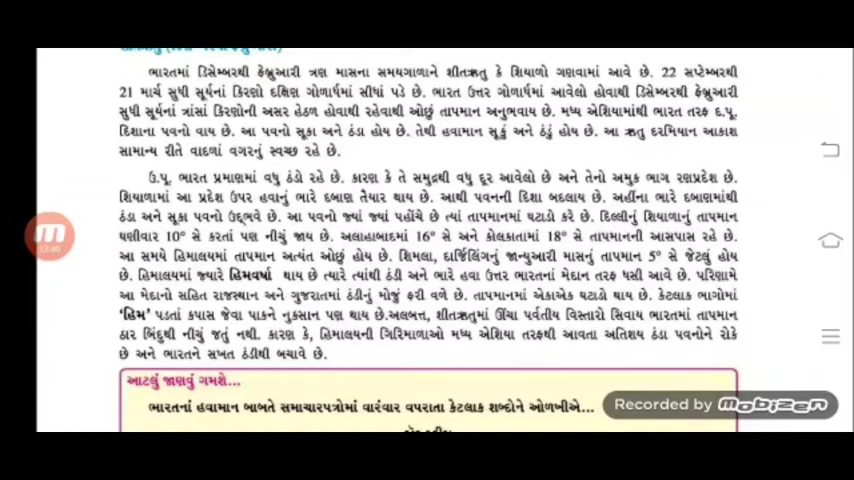 ભારતમાં ડિસેમ્બરથી ફેબ્રુઆરી ત્રણ માસના સમયગાળાને શીતઋતુ કે શિયાળો ગણવામાં આવે છે. 22 સપ્ટેમ્બરથી
21 માર્ચ સુધી સૂર્યનાં કિરણો દક્ષિણ ગોળાર્ધમાં સીધાં પડે છે. ભારત ઉત્તર ગોળાર્ધમાં આવેલો હોવાથી ડિસેમ્બરથી ફેબ્રુઆરી
સુધી સૂર્યનાં ત્રાંસાં કિરણોની અસર હેઠળ હોવાથી રહેવાથી ઓછું તાપમાન અનુભવાય છે. મધ્ય એશિયામાંથી ભારત તરફ દ.પૂ.
દિશાના પવનો વાય છે. આ પવનો સૂકા અને ઠંડા હોય છે. તેથી હવામાન સૂકું અને ઠંડું હોય છે. આ ઋતુ દરમિયાન આકાશ
સામાન્ય રીતે વાદળાં વગરનું સ્વચ્છ રહે છે.
ઉ.પૂ. ભારત પ્રમાણમાં વધુ ઠંડો રહે છે. કારણ કે તે સમુદ્રથી વધુ દૂર આવેલો છે અને તેનો અમુક ભાગ રણપ્રદેશ છે.
શિયાળામાં આ પ્રદેશ ઉપર હવાનું ભારે દબાણ તૈયાર થાય છે. આથી પવનની દિશા બદલાય છે. અહીંના ભારે દબાણમાંથી
ઠંડા અને સૂકા પવનો ઉદ્ભવે છે. આ પવનો જ્યાં જ્યાં પહોંચે છે ત્યાં તાપમાનમાં ઘટાડો કરે છે. દિલ્લીનું શિયાળાનું તાપમાન
ઘણીવાર 10° સે કરતાં પણ નીચું જાય છે. અલાહાબાદમાં 16° સે અને કોલકાતામાં 18° સે તાપમાનની આસપાસ રહે છે.
આ સમયે હિમાલયમાં તાપમાન અત્યંત ઓછું હોય છે. શિમલા, દાર્જિલિંગનું જાન્યુઆરી માસનું તાપમાન 5° સે જેટલું હોય
છે. હિમાલયમાં જ્યારે હિમવર્ષા થાય છે ત્યારે ત્યાંથી ઠંડી અને ભારે હવા ઉત્તર ભારતનાં મેદાન તરફ ધસી આવે છે. પરિણામે
આ મેદાનો સહિત રાજસ્થાન અને ગુજરાતમાં ઠંડીનું મોજું ફરી વળે છે. તાપમાનમાં એકાએક ઘટાડો થાય છે. કેટલાક ભાગોમાં
'હિમ' પડતાં કપાસ જેવા પાકને નુકસાન પણ થાય છે.અલબત્ત, શીતઋતુમાં ઊંચા પર્વતીય વિસ્તારો સિવાય ભારતમાં તાપમાન
ઠાર બિંદુથી નીચું જતું નથી. કારણ કે, હિમાલયની ગિરિમાળાઓ મધ્ય એશિયા તરફથી આવતા અતિશય ઠંડા પવનોને રોકે
છે અને ભારતને સખત ઠંડીથી બચાવે છે.
આટલું જાણવું ગમશે...
ભારતનાં હવામાન બાબતે સમાચારપત્રોમાં વારંવાર વપરાતા કેટલાક શબ્દોને ઓળખીએ...
Recorded by mobizen
m
12:40